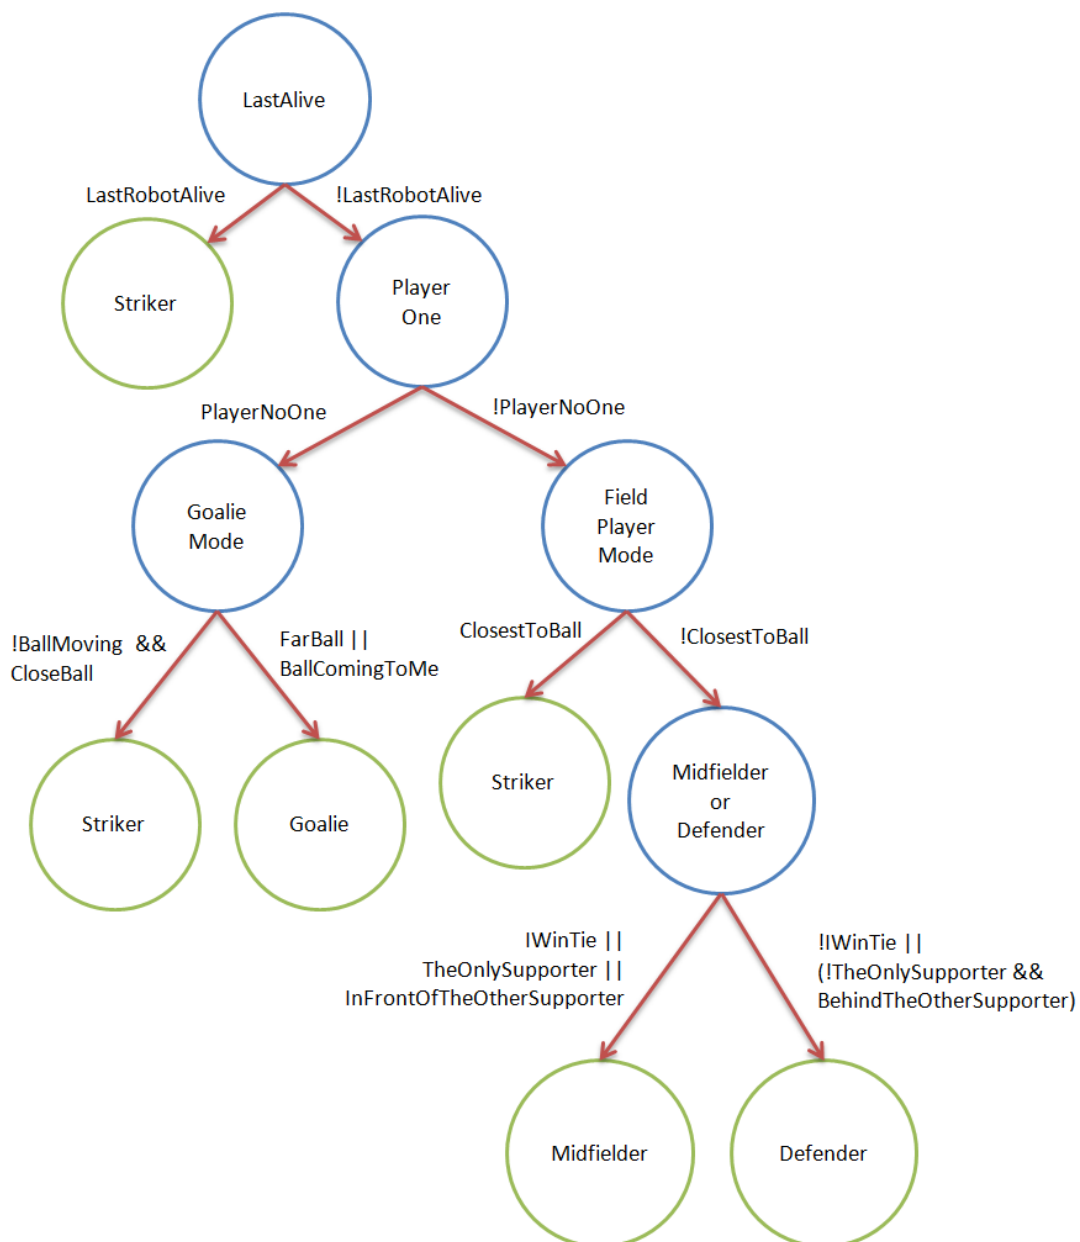 LastAlive
LastRobotAlive
!LastRobotAlive
Striker
Player
One
PlayerNoOne
!PlayerNoOne
Goalie
Mode
Field
Player
Mode
!BallMoving  &&
CloseBall
FarBall ||
BallComingToMe
ClosestToBall
!ClosestToBall
Striker
Goalie
Striker
Midfielder
or
Defender
IWinTie ||
TheOnlySupporter ||
InFrontOfTheOtherSupporter
!IWinTie ||
(!TheOnlySupporter &&
BehindTheOtherSupporter)
Midfielder
Defender